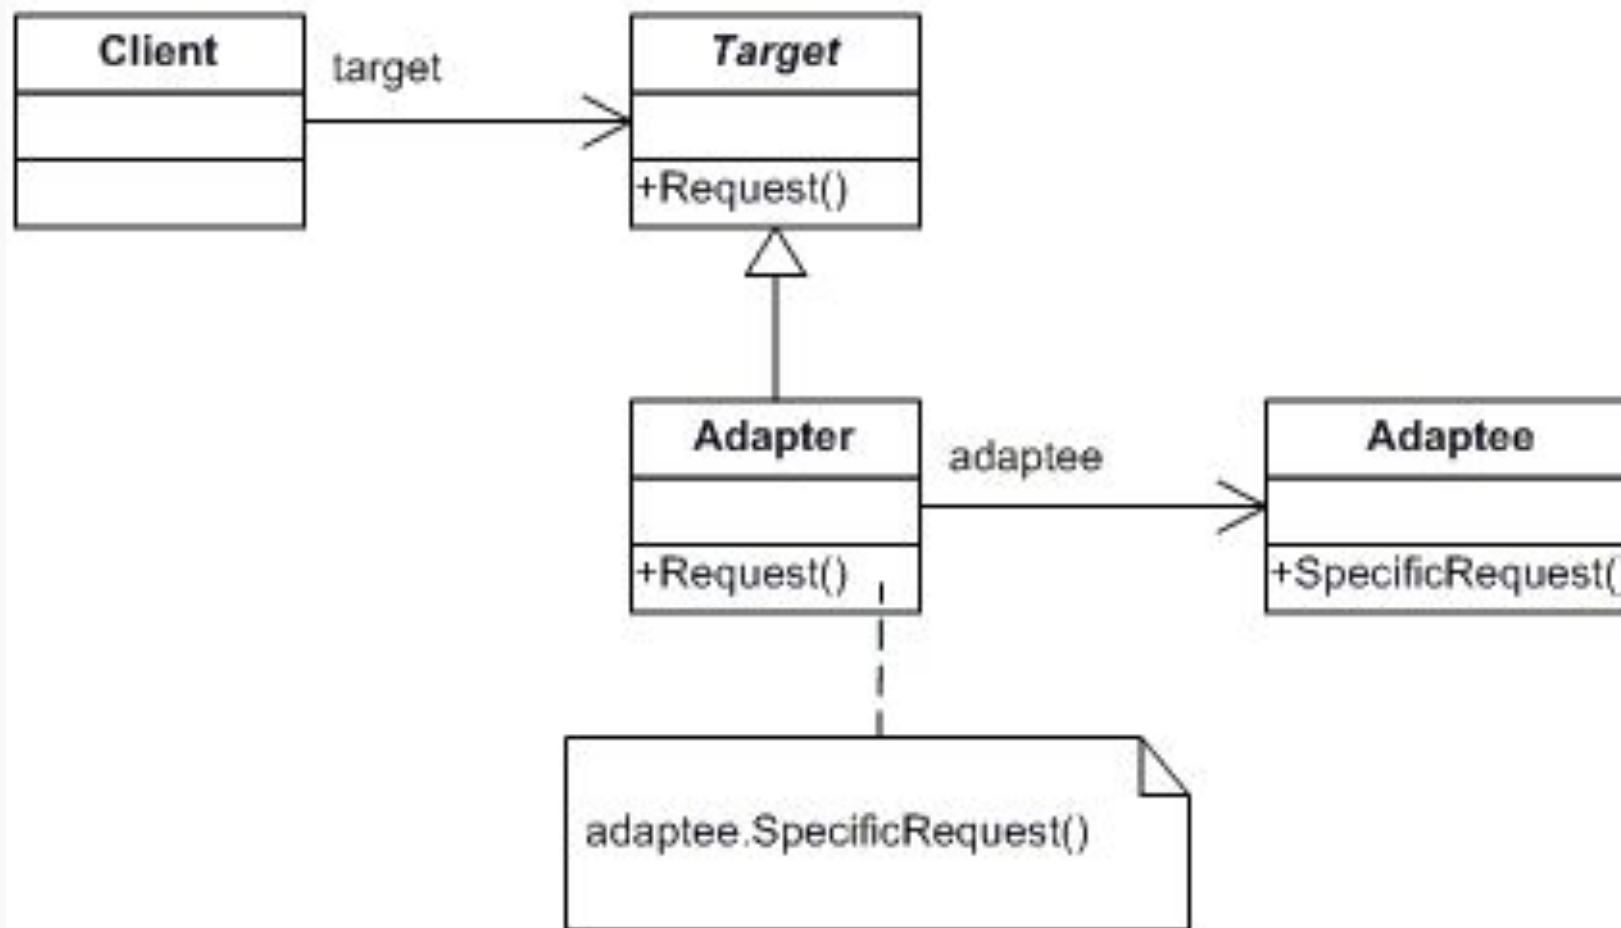 Client
target
Target
+Request()
Adapter
adaptee
Adaptee
+Request()
+SpecificRequest(
adaptee.SpecificRequest()